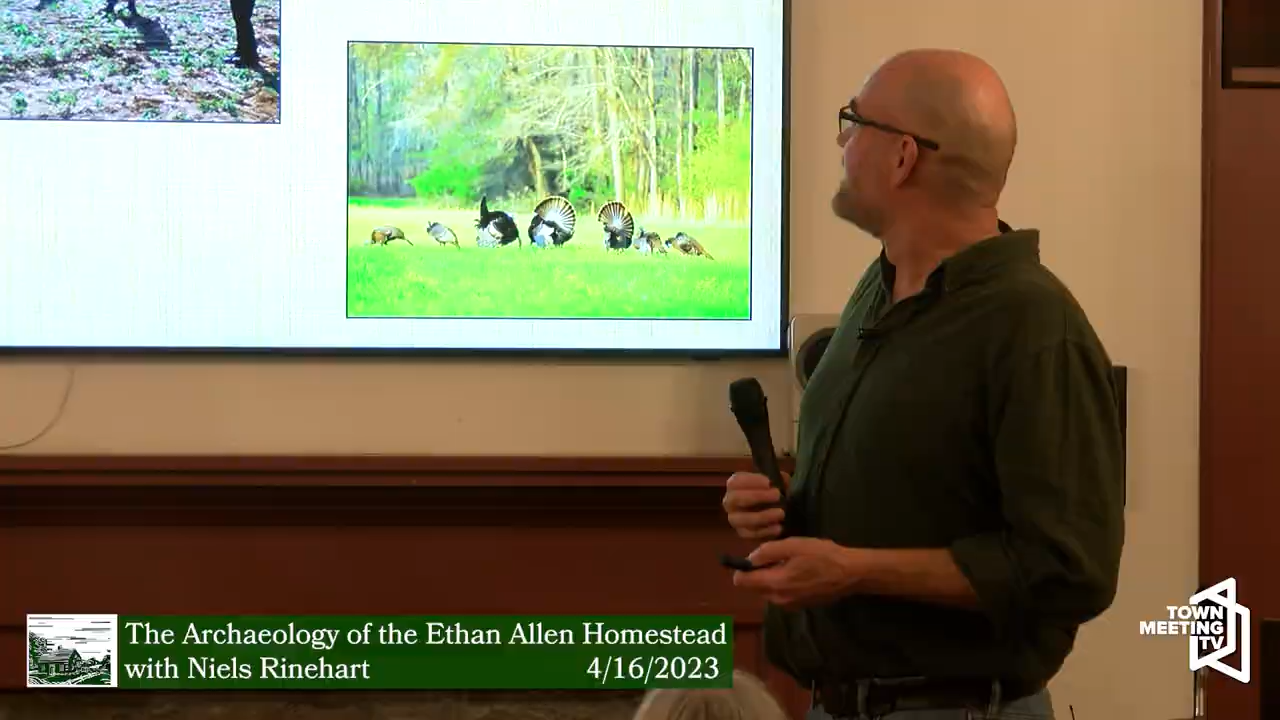 The Archaeology of the Ethan Allen Homestead
with Niels Rinehart 4/16/2023
TOWN
MEETING
TV